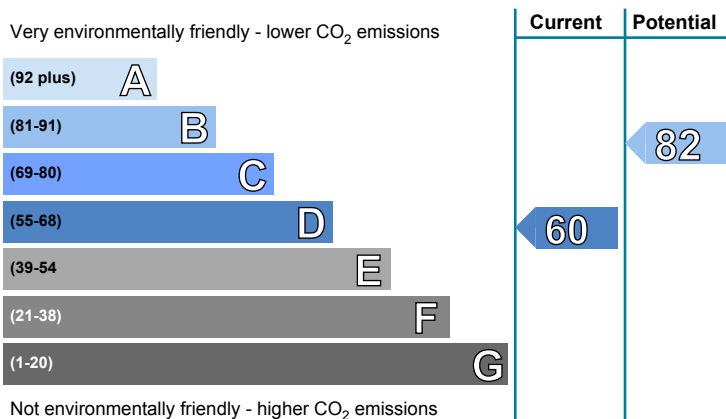 Current Potential
Very environmentally friendly - lower CO2 emissions
(92 plus) A
(81-91) B
82
(69-80) C
(55-68) D
60
(39-54 E
(21-38) F
(1-20) G
Not environmentally friendly - higher CO2 emissions